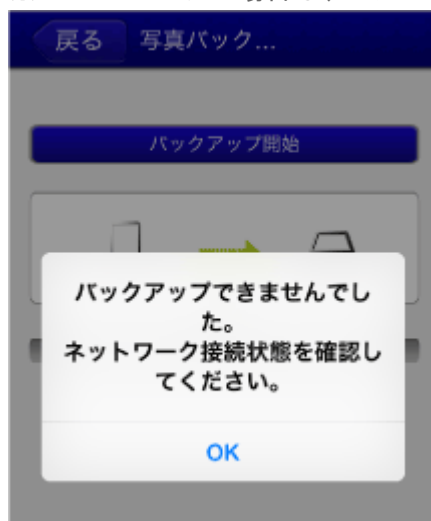 戻る 写真バック...
バックアップ開始
バックアップできませんでし
た。
ネットワーク接続状態を確認し
てください。
OK